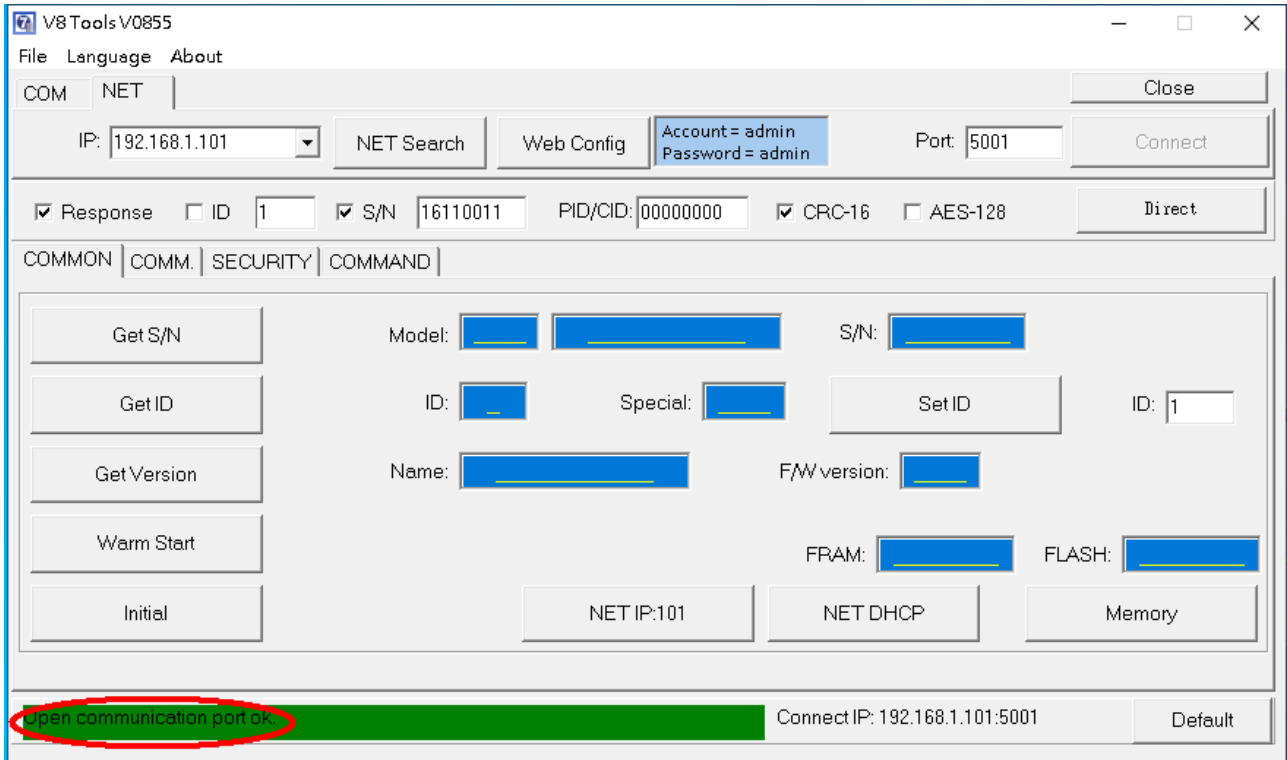 V8 Tools V0855
File Language About
COM NET Close
IP: 192.168.1.101 NET Search Web Config Account = admin Port: 5001 Connect
Password = admin
Response ID 1 S/N 16110011 PID/CID: 00000000 CRC-16 AES-128 Direct
COMMON COMM. SECURITY COMMAND
Get S/N Model: S/N:
Get ID ID: Special: Set ID ID: 1
Get Version Name: F/W version:
Warm Start FRAM: FLASH:
Initial NET IP:101 NET DHCP Memory
Open communication port ok. Connect IP: 192.168.1.101:5001 Default